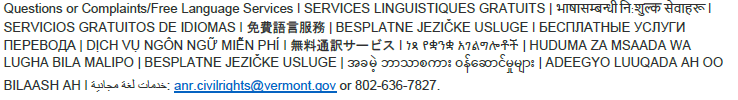 Questions or Complaints/Free Language Services | SERVICES LINGUISTIQUES GRATUITS | भाषासम्बन्धी नि:शुल्क सेवाहरू |
SERVICIOS GRATUITOS DE IDIOMAS | 免費語言服務 | BESPLATNE JEZIČKE USLUGE | БЕСПЛАТНЫЕ УСЛУГИ
ПЕРЕВОДА | DỊCH VỤ NGÔN NGỮ MIỄN PHÍ | 無料通訳サービス | ነጻ የቋንቋ አገልግሎቶች | HUDUMA ZA MSAADA WA
LUGHA BILA MALIPO | BESPLATNE JEZIČKE USLUGE | အခမဲ့ ဘာသာစကား ဝန်ဆောင်မှုများ | ADEEGYO LUUQADA AH OO
BILAASH AH | خدمات لغة مجانية: anr.civilrights@vermont.gov or 802-636-7827.